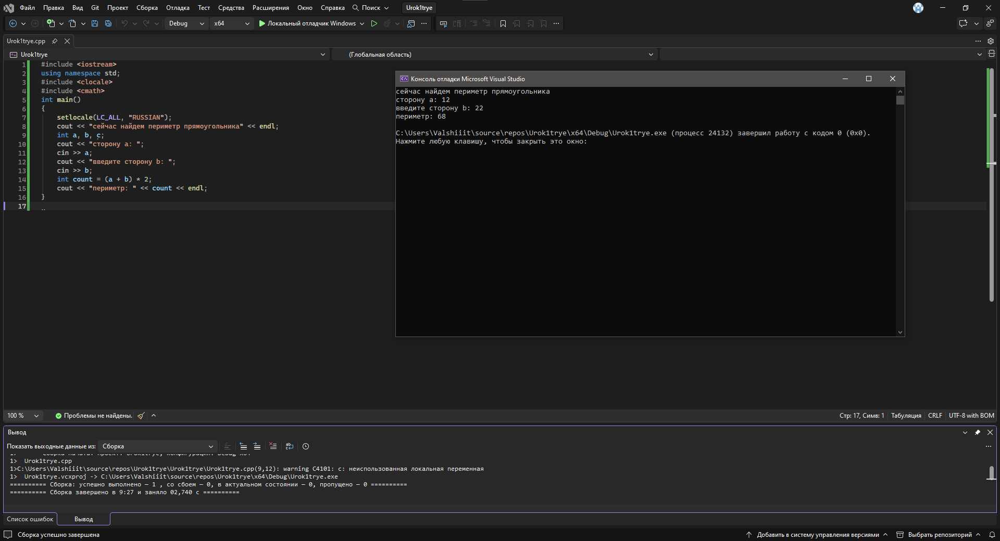 Файл Правка Вид Git Проект Сборка Отладка Тест Средства Расширения Окно Справка Поиск Urok1trye
Debug x64 Локальный отладчик Windows
Urok1trye.cpp
Urok1trye (Глобальная область)
1 #include <iostream>
2 using namespace std;
3 #include <clocale>
4 #include <cmath>
5 int main()
6 {
7 setlocale(LC_ALL, "RUSSIAN");
8 cout << "сейчас найдем периметр прямоугольника" << endl;
9 int a, b, c;
10 cout << "сторону a: ";
11 cin >> a;
12 cout << "введите сторону b: ";
13 cin >> b;
14 int count = (a + b) * 2;
15 cout << "периметр: " << count << endl;
16 }
17
Консоль отладки Microsoft Visual Studio
сейчас найдем периметр прямоугольника
сторону a: 12
введите сторону b: 22
периметр: 68
C:\Users\Valshiiit\source\repos\Urok1trye\x64\Debug\Urok1trye.exe (процесс 24132) завершил работу с кодом 0 (0x0).
Нажмите любую клавишу, чтобы закрыть это окно:
100 % Проблемы не найдены. Стр: 17, Симв: 1 Табуляция CRLF UTF-8 with BOM
Вывод
Показать выходные данные из: Сборка
1> Urok1trye.cpp
1>C:\Users\Valshiiit\source\repos\Urok1trye\Urok1trye\Urok1trye.cpp(9,12): warning C4101: c: неиспользованная локальная переменная
1> Urok1trye.vcxproj -> C:\Users\Valshiiit\source\repos\Urok1trye\x64\Debug\Urok1trye.exe
========== Сборка: успешно выполнено — 1 , со сбоем — 0, в актуальном состоянии — 0, пропущено — 0 ==========
========== Сборка завершено в 9:27 и заняло 02,740 с ==========
Список ошибок Вывод
Сборка успешно завершена Добавить в систему управления версиями Выбрать репозиторий